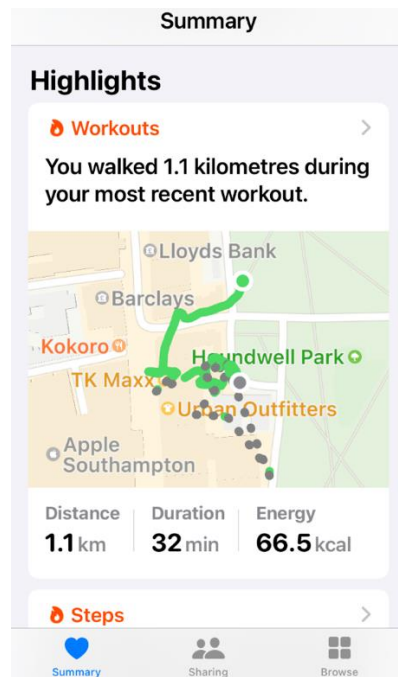 Summary
Highlights
Workouts
You walked 1.1 kilometres during
your most recent workout.
Lloyds Bank
Barclays
Kokoro
Houndwell Park
TK Maxx
Urban Outfitters
Apple
Southampton
Distance Duration Energy
1.1 km 32 min 66.5 kcal
Steps
Summary Sharing Browse